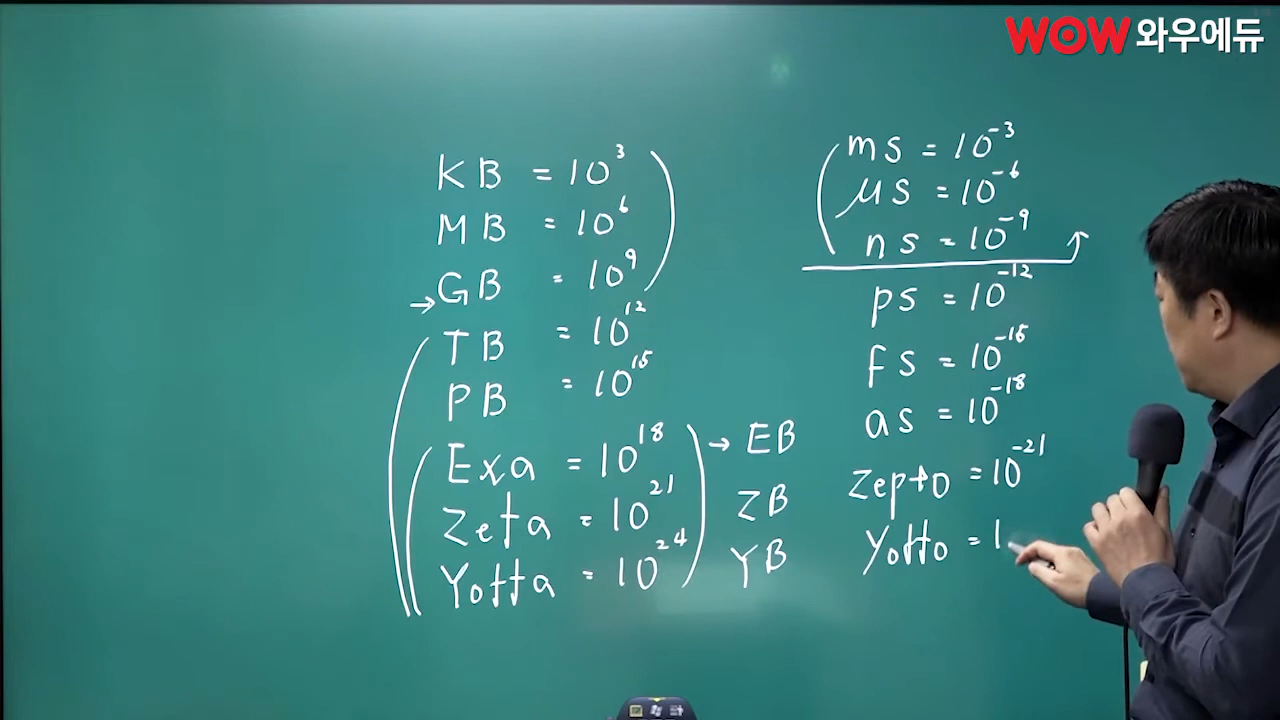 WOW 와우에듀
KB = 10³
MB = 10⁶
→GB = 10⁹
TB = 10¹²
PB = 10¹⁵
Exa = 10¹⁸ → EB
Zeta = 10²¹ ZB
Yotta = 10²⁴ YB
ms = 10⁻³
μs = 10⁻⁶
ns = 10⁻⁹
ps = 10⁻¹²
fs = 10⁻¹⁵
as = 10⁻¹⁸
Zepto = 10⁻²¹
Yotto = 1